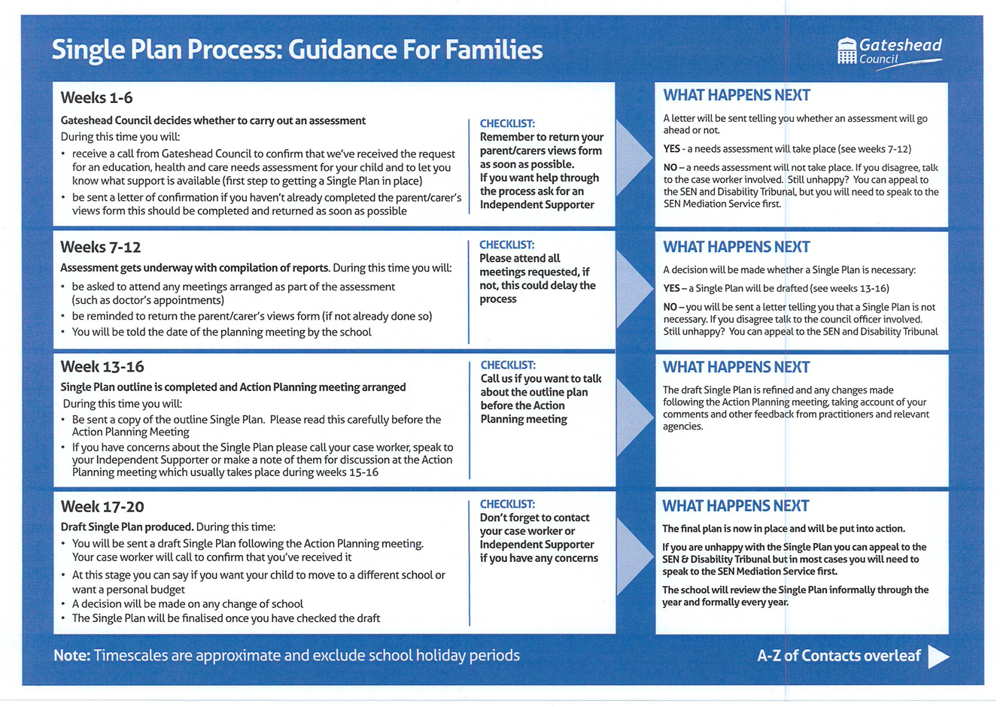 Single Plan Process: Guidance For Families
Gateshead
Council
Weeks 1-6
Gateshead Council decides whether to carry out an assessment
During this time you will:
• receive a call from Gateshead Council to confirm that we've received the request
for an education, health and care needs assessment for your child and to let you
know what support is available (first step to getting a Single Plan in place)
• be sent a letter of confirmation if you haven't already completed the parent/carer's
views form this should be completed and returned as soon as possible
CHECKLIST:
Remember to return your
parent/carers views form
as soon as possible.
If you want help through
the process ask for an
Independent Supporter
WHAT HAPPENS NEXT
A letter will be sent telling you whether an assessment will go
ahead or not.
YES - a needs assessment will take place (see weeks 7-12)
NO – a needs assessment will not take place. If you disagree, talk
to the case worker involved. Still unhappy? You can appeal to
the SEN and Disability Tribunal, but you will need to speak to the
SEN Mediation Service first.
Weeks 7-12
Assessment gets underway with compilation of reports. During this time you will:
• be asked to attend any meetings arranged as part of the assessment
(such as doctor's appointments)
• be reminded to return the parent/carer's views form (if not already done so)
• You will be told the date of the planning meeting by the school
CHECKLIST:
Please attend all
meetings requested, if
not, this could delay the
process
WHAT HAPPENS NEXT
A decision will be made whether a Single Plan is necessary:
YES – a Single Plan will be drafted (see weeks 13-16)
NO – you will be sent a letter telling you that a Single Plan is not
necessary. If you disagree talk to the council officer involved.
Still unhappy? You can appeal to the SEN and Disability Tribunal
Week 13-16
Single Plan outline is completed and Action Planning meeting arranged
During this time you will:
• Be sent a copy of the outline Single Plan. Please read this carefully before the
Action Planning Meeting
• If you have concerns about the Single Plan please call your case worker, speak to
your Independent Supporter or make a note of them for discussion at the Action
Planning meeting which usually takes place during weeks 15-16
CHECKLIST:
Call us if you want to talk
about the outline plan
before the Action
Planning meeting
WHAT HAPPENS NEXT
The draft Single Plan is refined and any changes made
following the Action Planning meeting, taking account of your
comments and other feedback from practitioners and relevant
agencies.
Week 17-20
Draft Single Plan produced. During this time:
• You will be sent a draft Single Plan following the Action Planning meeting.
Your case worker will call to confirm that you've received it
• At this stage you can say if you want your child to move to a different school or
want a personal budget
• A decision will be made on any change of school
• The Single Plan will be finalised once you have checked the draft
CHECKLIST:
Don't forget to contact
your case worker or
Independent Supporter
if you have any concerns
WHAT HAPPENS NEXT
The final plan is now in place and will be put into action.
If you are unhappy with the Single Plan you can appeal to the
SEN & Disability Tribunal but in most cases you will need to
speak to the SEN Mediation Service first.
The school will review the Single Plan informally through the
year and formally every year.
Note: Timescales are approximate and exclude school holiday periods
A-Z of Contacts overleaf